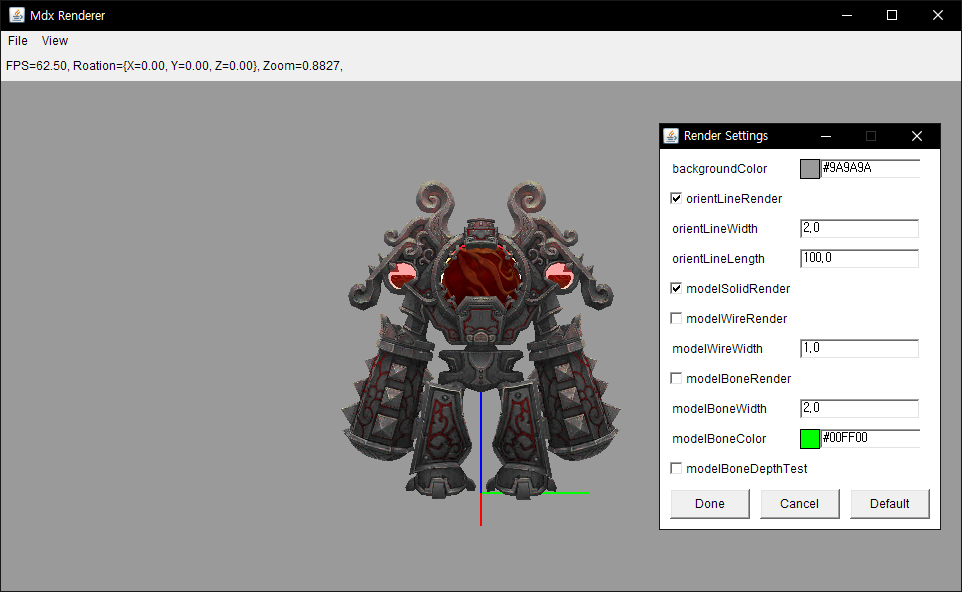 Mdx Renderer
File View
FPS=62.50, Roation={X=0.00, Y=0.00, Z=0.00}, Zoom=0.8827,
Render Settings
backgroundColor #9A9A9A
orientLineRender
orientLineWidth 2,0
orientLineLength 100,0
modelSolidRender
modelWireRender
modelWireWidth 1,0
modelBoneRender
modelBoneWidth 2,0
modelBoneColor #00FF00
modelBoneDepthTest
Done Cancel Default